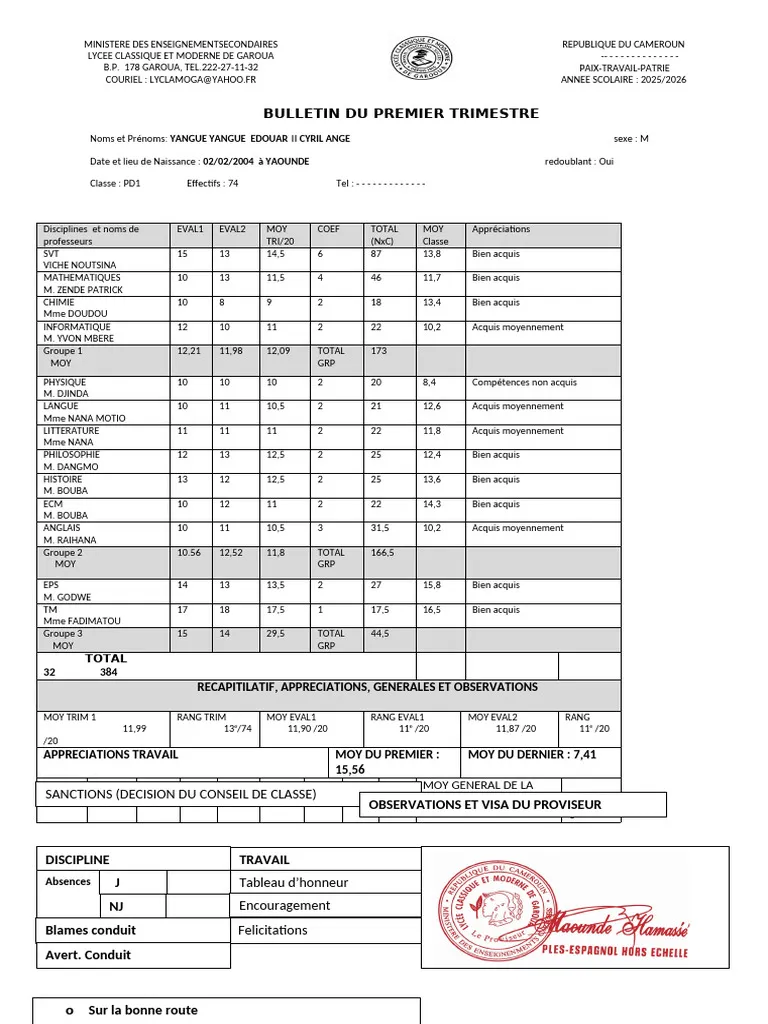 MINISTERE DES ENSEIGNEMENTSECONDAIRES
LYCEE CLASSIQUE ET MODERNE DE GAROUA
B.P. 178 GAROUA, TEL.222-27-11-32
COURIEL : LYCLAMOGA@YAHOO.FR
REPUBLIQUE DU CAMEROUN
---------------
PAIX-TRAVAIL-PATRIE
ANNEE SCOLAIRE : 2025/2026
BULLETIN DU PREMIER TRIMESTRE
Noms et Prénoms: YANGUE YANGUE EDOUAR II CYRIL ANGE sexe : M
Date et lieu de Naissance : 02/02/2004 à YAOUNDE redoublant : Oui
Classe : PD1 Effectifs : 74 Tel : - - - - - - - - - - - - -
Disciplines et noms de professeurs EVAL1 EVAL2 MOY TRI/20 COEF TOTAL (NxC) MOY Classe Appréciations
SVT 15 13 14,5 6 87 13,8 Bien acquis
VICHE NOUTSINA
MATHEMATIQUES 10 13 11,5 4 46 11,7 Bien acquis
M. ZENDE PATRICK
CHIMIE 10 8 9 2 18 13,4 Bien acquis
Mme DOUDOU
INFORMATIQUE 12 10 11 2 22 10,2 Acquis moyennement
M. YVON MBERE
Groupe 1 12,21 11,98 12,09 TOTAL 173
MOY GRP
PHYSIQUE 10 10 10 2 20 8,4 Compétences non acquis
M. DJINDA
LANGUE 10 11 10,5 2 21 12,6 Acquis moyennement
Mme NANA MOTIO
LITTERATURE 11 11 11 2 22 11,8 Acquis moyennement
Mme NANA
PHILOSOPHIE 12 13 12,5 2 25 12,4 Bien acquis
M. DANGMO
HISTOIRE 13 12 12,5 2 25 13,6 Bien acquis
M. BOUBA
ECM 10 12 11 2 22 14,3 Bien acquis
M. BOUBA
ANGLAIS 10 11 10,5 3 31,5 10,2 Acquis moyennement
M. RAIHANA
Groupe 2 10.56 12,52 11,8 TOTAL 166,5
MOY GRP
EPS 14 13 13,5 2 27 15,8 Bien acquis
M. GODWE
TM 17 18 17,5 1 17,5 16,5 Bien acquis
Mme FADIMATOU
Groupe 3 15 14 29,5 TOTAL 44,5
MOY GRP
TOTAL
32 384
RECAPITILATIF, APPRECIATIONS, GENERALES ET OBSERVATIONS
MOY TRIM 1 RANG TRIM MOY EVAL1 RANG EVAL1 MOY EVAL2 RANG
11,99 13°/74 11,90 /20 11° /20 11,87 /20 11° /20
/20
APPRECIATIONS TRAVAIL MOY DU PREMIER : MOY DU DERNIER : 7,41
15,56
SANCTIONS (DECISION DU CONSEIL DE CLASSE) MOY GENERAL DE LA
OBSERVATIONS ET VISA DU PROVISEUR
DISCIPLINE TRAVAIL
Absences J Tableau d'honneur
NJ Encouragement
Blames conduit Felicitations
Avert. Conduit
REPUBLIQUE DU CAMEROUN
LYCEE CLASSIQUE ET MODERNE DE GAROUA
MINISTERE DES ENSEIGNEMENTS
Le Proviseur
Maounde Hamassé
PLES-ESPAGNOL HORS ECHELLE
o Sur la bonne route